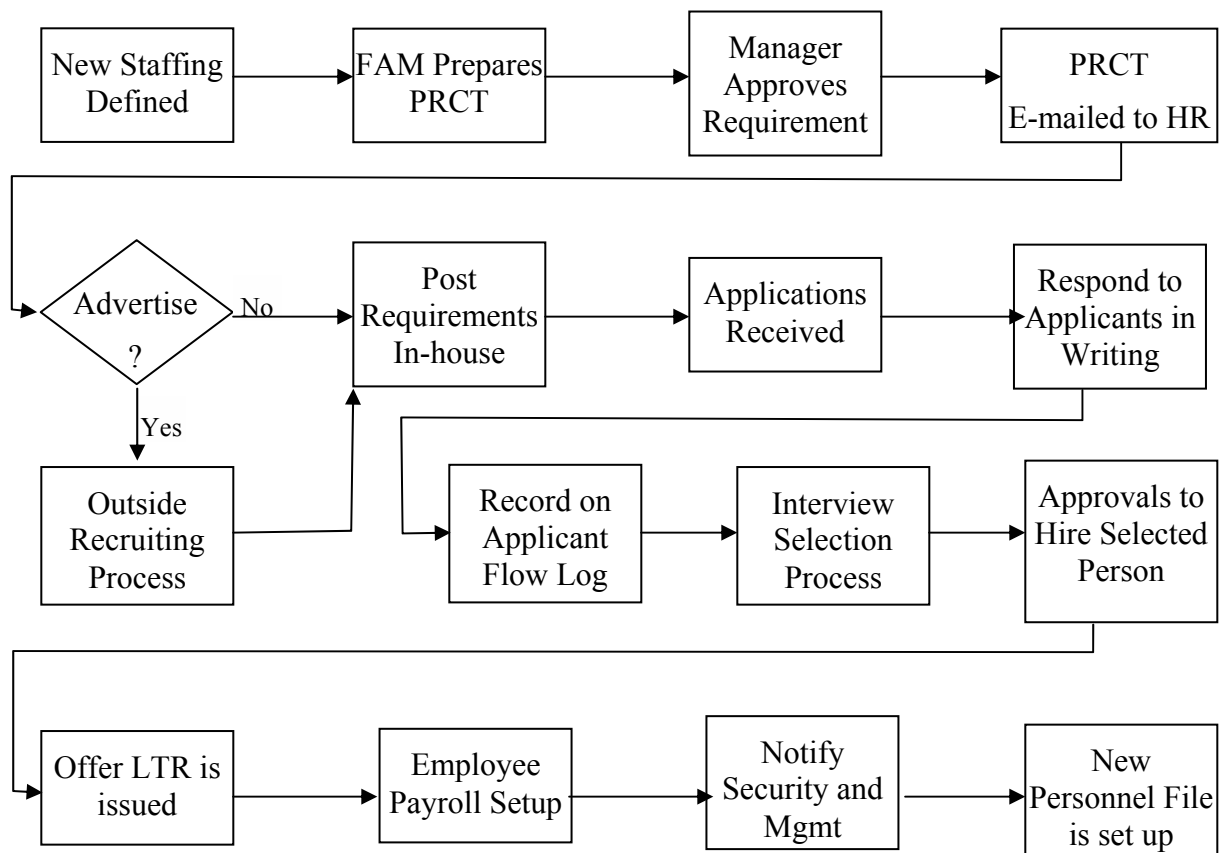 New Staffing
Defined
FAM Prepares
PRCT
Manager
Approves
Requirement
PRCT
E-mailed to HR
Advertise
?
No
Yes
Post
Requirements
In-house
Applications
Received
Respond to
Applicants in
Writing
Outside
Recruiting
Process
Record on
Applicant
Flow Log
Interview
Selection
Process
Approvals to
Hire Selected
Person
Offer LTR is
issued
Employee
Payroll Setup
Notify
Security and
Mgmt
New
Personnel File
is set up